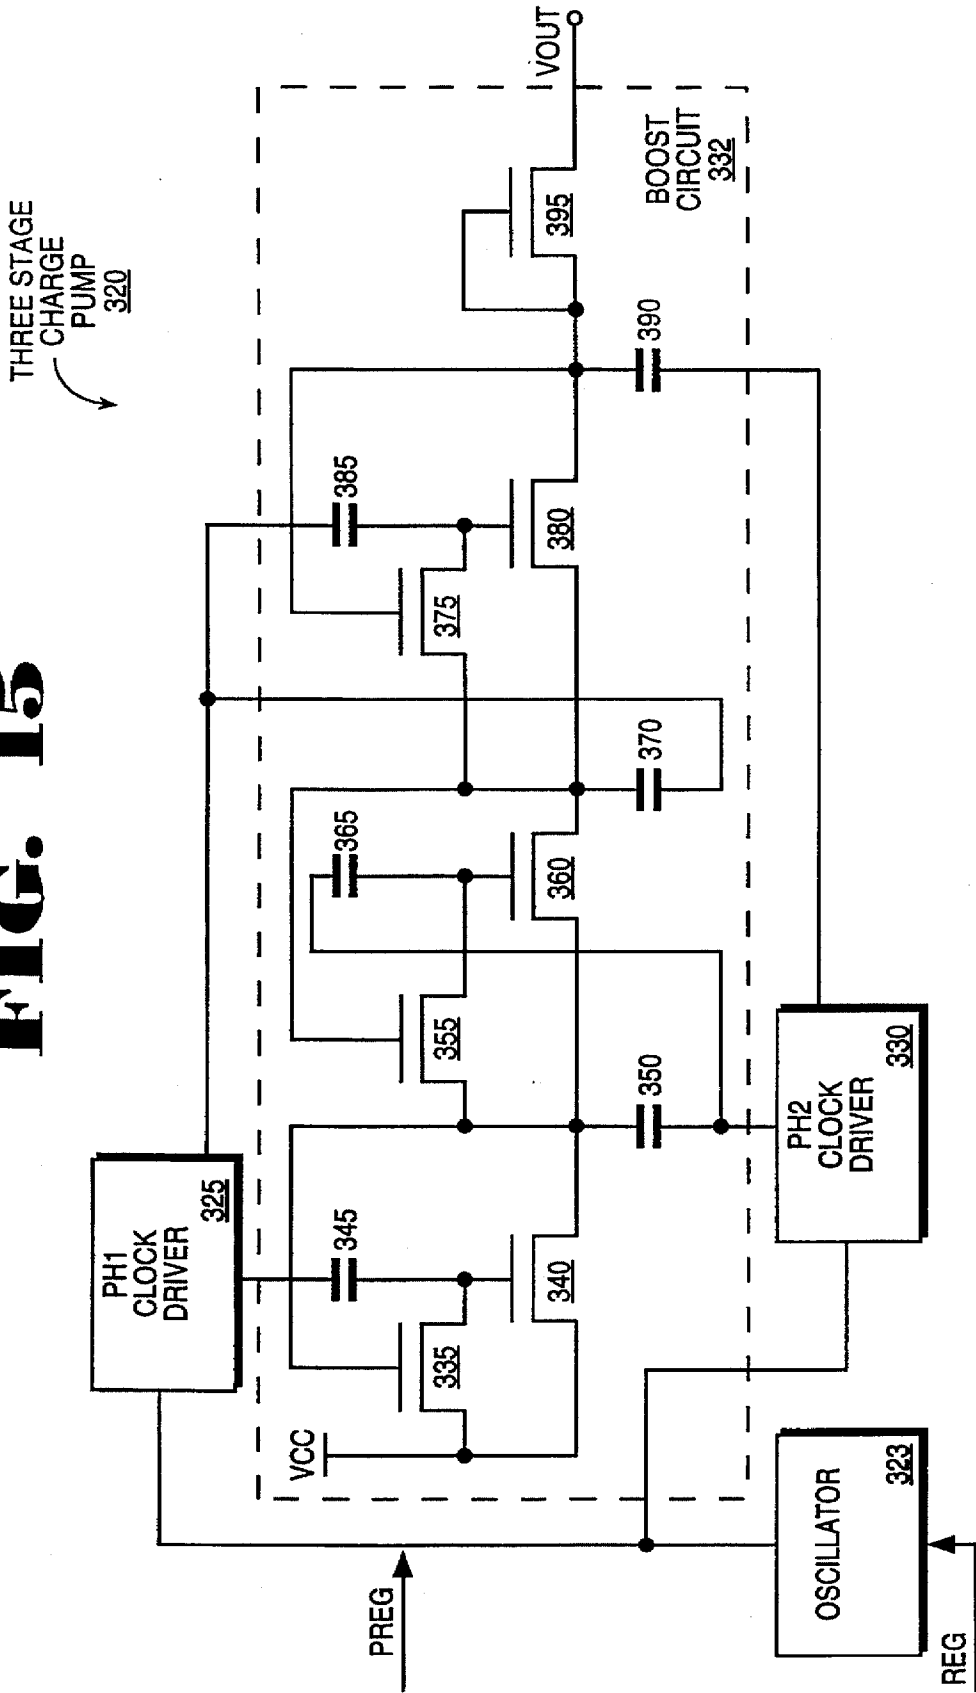 FIG. 15
THREE STAGE
CHARGE
PUMP
320
PH1
CLOCK
DRIVER
325
VCC
335
345
340
355
365
360
350
370
375
385
380
390
395
VOUT
BOOST
CIRCUIT
332
PREG
OSCILLATOR
323
REG
PH2
CLOCK
DRIVER
330